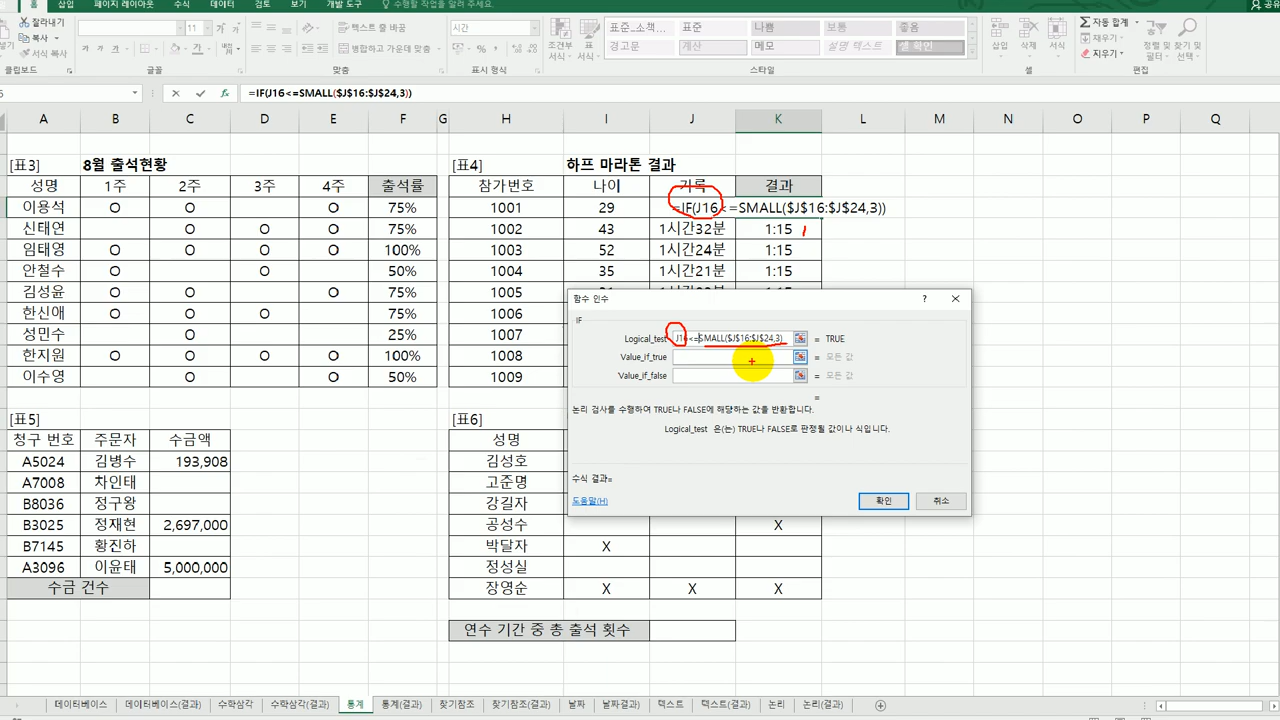 홈 삽입 페이지 레이아웃 수식 데이터 검토 보기 개발 도구 수행할 작업을 알려 주세요. 공유
잘라내기
복사
서식 복사
클립보드
가 가 가
11
글꼴
텍스트 줄 바꿈
병합하고 가운데 맞춤
맞춤
시간
표시 형식
조건부 서식
표 서식
표준_소책... 표준 나쁨 보통 좋음
경고문 계산 메모 설명 텍스트 셀 확인
스타일
삽입 삭제 서식
셀
자동 합계
채우기
지우기
정렬 및 필터
찾기 및 선택
편집
=IF(J16<=SMALL($J$16:$J$24,3))
A B C D E F G H I J K L M N O P Q
[표3] 8월 출석현황
성명 1주 2주 3주 4주 출석률
이용석 O O O 75%
신태연 O O O 75%
임태영 O O O O 100%
안철수 O O 50%
김성윤 O O O 75%
한신애 O O O 75%
성민수 O 25%
한지원 O O O O 100%
이수영 O O 50%
[표4] 하프 마라톤 결과
참가번호 나이 기록 결과
1001 29 =IF(J16<=SMALL($J$16:$J$24,3))
1002 43 1시간32분 1:15
1003 52 1시간24분 1:15
1004 35 1시간21분 1:15
1005
1006
1007
1008
1009
함수 인수
IF
Logical_test J16<=SMALL($J$16:$J$24,3) = TRUE
Value_if_true = 모든 값
Value_if_false = 모든 값
=
논리 검사를 수행하여 TRUE나 FALSE에 해당하는 값을 반환합니다.
Logical_test 은(는) TRUE나 FALSE로 판정될 값이나 식입니다.
수식 결과=
도움말(H)
확인 취소
[표5]
청구 번호 주문자 수금액
A5024 김병수 193,908
A7008 차인태
B8036 정구왕
B3025 정재현 2,697,000
B7145 황진하
A3096 이윤태 5,000,000
수금 건수
[표6]
성명
김성호
고준명
강길자
공성수 X
박달자 X
정성실
장영순 X X X
연수 기간 중 총 출석 횟수
데이터베이스 데이터베이스(결과) 수학삼각 수학삼각(결과) 통계 통계(결과) 찾기참조 찾기참조(결과) 날짜 날짜(결과) 텍스트 텍스트(결과) 논리 논리(결과)